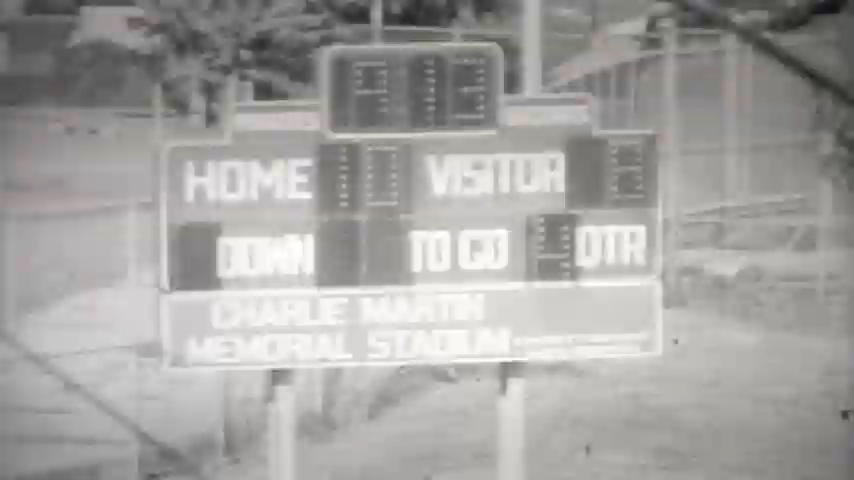 HOME VISITOR
DOWN TO GO QTR
CHARLIE MARTIN
MEMORIAL STADIUM